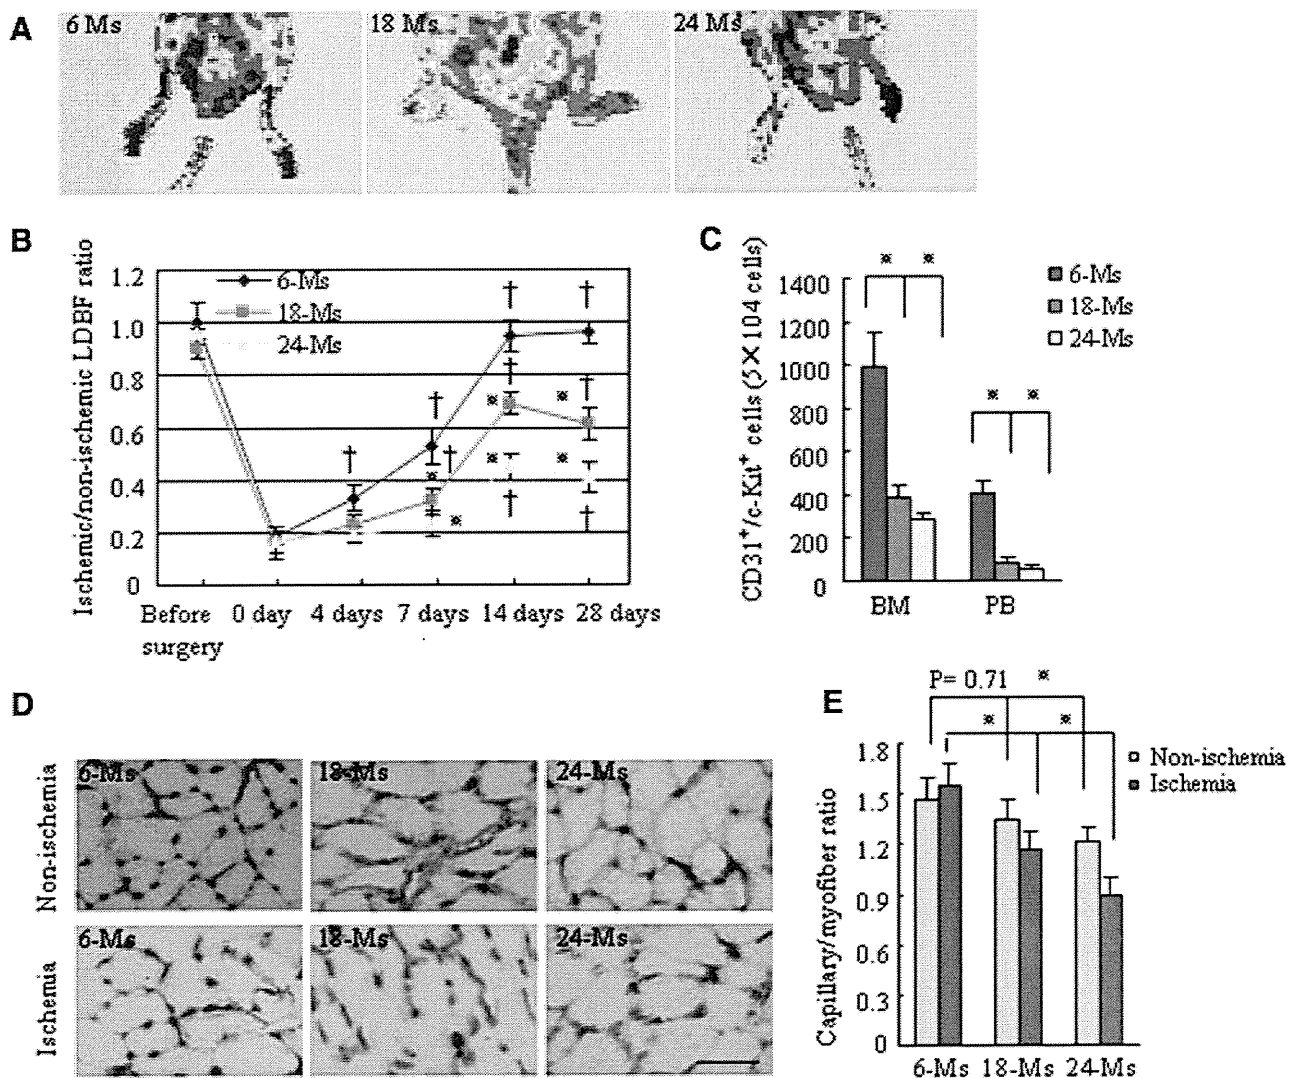 A
6 Ms
18 Ms
24 Ms
B
Ischemic/non-ischemic LDBF ratio
1.2
1.0
0.8
0.6
0.4
0.2
0
6-Ms
18-Ms
24-Ms
† †
† †
* *
† †
† * *
* *
† †
Before surgery
0 day
4 days
7 days
14 days
28 days
C
CD31+/c-Kit+ cells (5×104 cells)
1400
1200
1000
800
600
400
200
0
* *
* *
6-Ms
18-Ms
24-Ms
BM
PB
D
Non-ischemia
6-Ms
18-Ms
24-Ms
Ischemia
6-Ms
18-Ms
24-Ms
E
P= 0.71
*
* *
Capillary/myofiber ratio
1.8
1.5
1.2
0.9
0.6
0.3
0
Non-ischemia
Ischemia
6-Ms
18-Ms
24-Ms